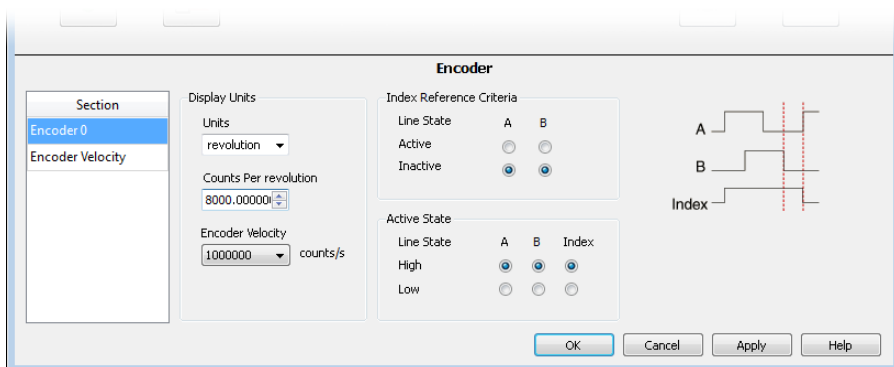 Encoder
Section
Encoder 0
Encoder Velocity
Display Units
Units
revolution
Counts Per revolution
8000.00000
Encoder Velocity
1000000 counts/s
Index Reference Criteria
Line State A B
Active
Inactive
Active State
Line State A B Index
High
Low
A
B
Index
OK Cancel Apply Help